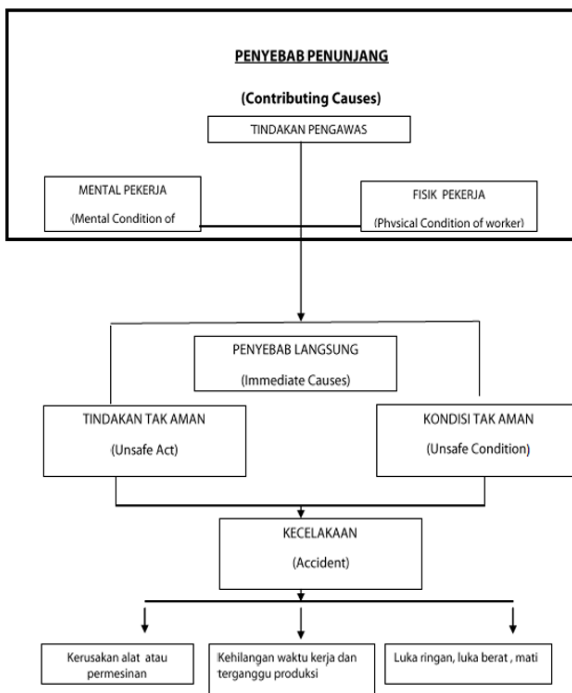 PENYEBAB PENUNJANG
(Contributing Causes)
TINDAKAN PENGAWAS
MENTAL PEKERJA
(Mental Condition of
FISIK PEKERJA
(Physical Condition of worker)
PENYEBAB LANGSUNG
(Immediate Causes)
TINDAKAN TAK AMAN
(Unsafe Act)
KONDISI TAK AMAN
(Unsafe Condition)
KECELAKAAN
(Accident)
Kerusakan alat atau
permesinan
Kehilangan waktu kerja dan
terganggu produksi
Luka ringan, luka berat , mati